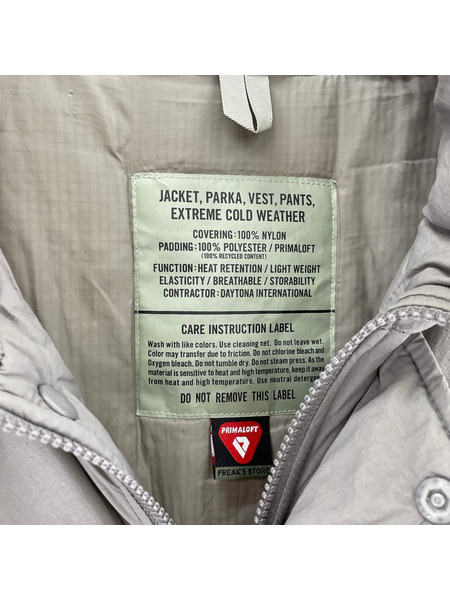 JACKET, PARKA, VEST, PANTS,
EXTREME COLD WEATHER
COVERING: 100% NYLON
PADDING: 100% POLYESTER / PRIMALOFT
(100% RECYCLED CONTENT)
FUNCTION: HEAT RETENTION / LIGHT WEIGHT
ELASTICITY / BREATHABLE / STORABILITY
CONTRACTOR: DAYTONA INTERNATIONAL
CARE INSTRUCTION LABEL
Wash with like colors. Use cleaning net. Do not leave wet.
Color may transfer due to friction. Do not chlorine bleach and
Oxygen bleach. Do not tumble dry. Do not steam press. As the
material is sensitive to heat and high temperature, keep it away
from heat and high temperature. Use neutral deterge
DO NOT REMOVE THIS LABEL
PRIMALOFT
FREAK'S STORE